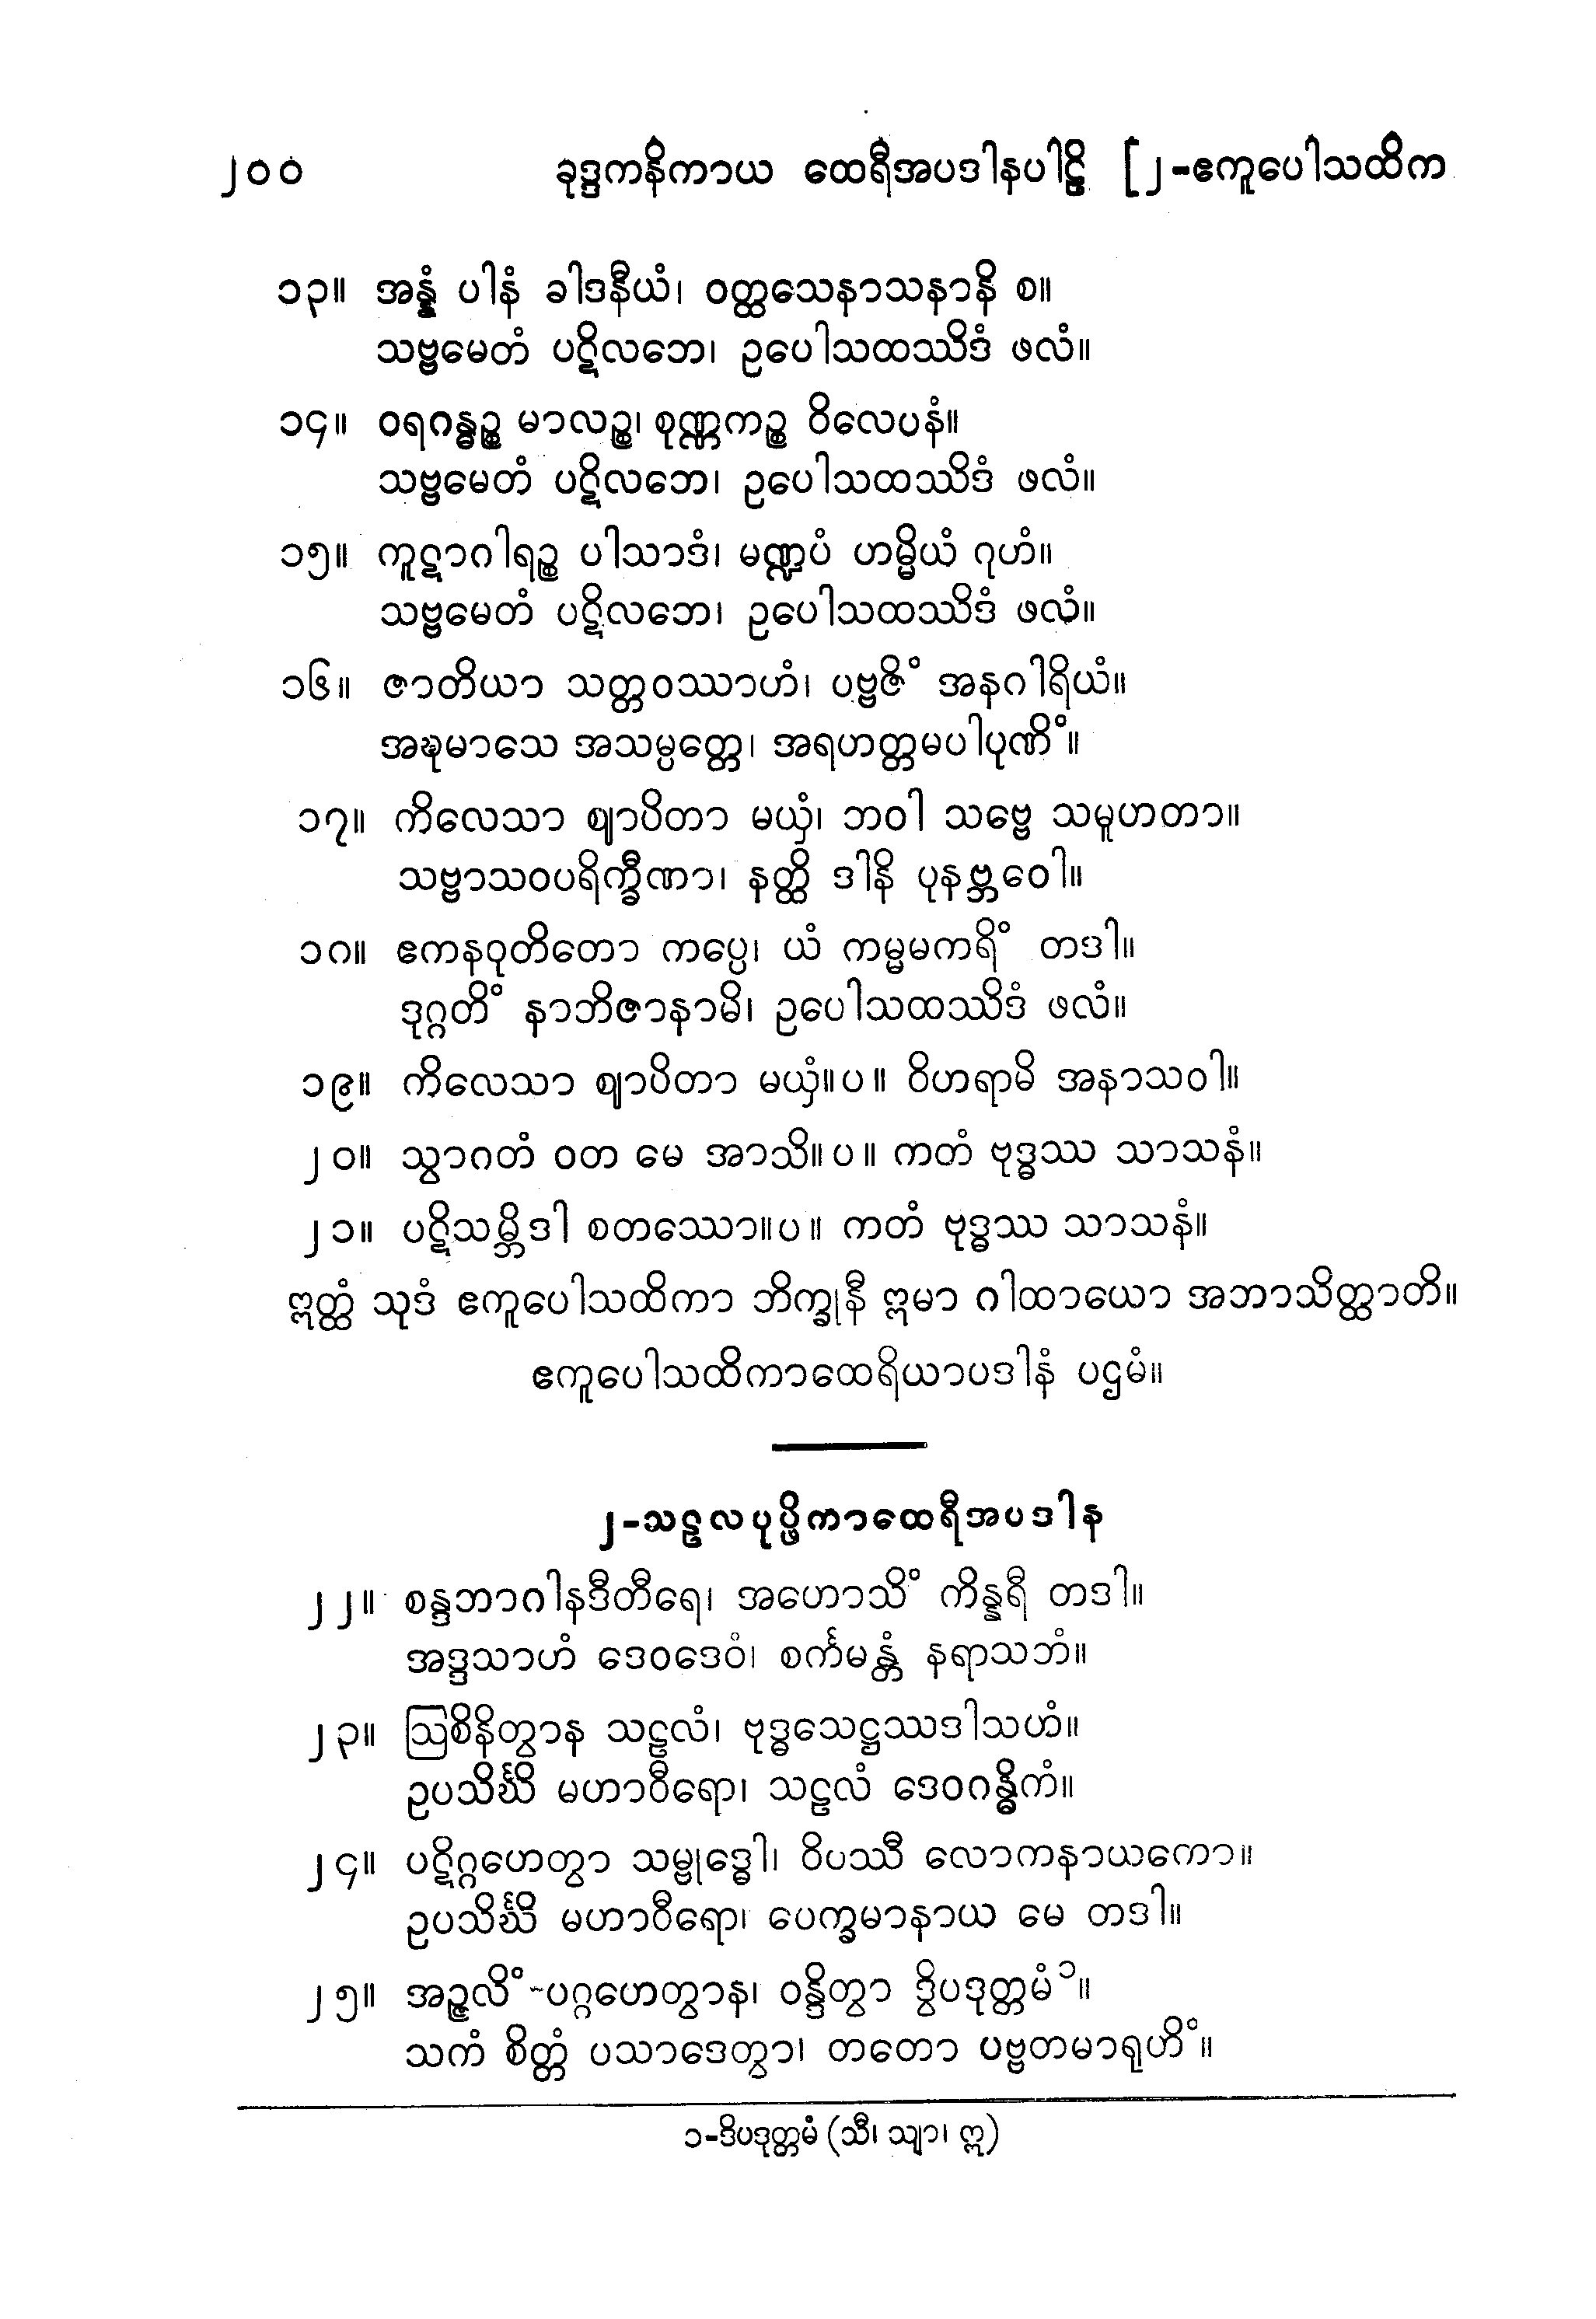 ၂၀၀ ခုဒ္ဒကနိကာယ ထေရီအပဒါနပါဠိ [၂-ဧကူပေါသထိက
၁၃။ အန္နံ ပါနံ ခါဒနီယံ၊ ဝတ္ထသေနာသနာနိ စ။
သဗ္ဗမေတံ ပဋိလဘေ၊ ဥပေါသထဿိဒံ ဖလံ။
၁၄။ ဝရဂန္ဓဉ္စ မာလဉ္စ၊ စုဏ္ဏကဉ္စ ဝိလေပနံ။
သဗ္ဗမေတံ ပဋိလဘေ၊ ဥပေါသထဿိဒံ ဖလံ။
၁၅။ ကူဋာဂါရဉ္စ ပါသာဒံ၊ မဏ္ဍပံ ဟမ္မိယံ ဂုဟံ။
သဗ္ဗမေတံ ပဋိလဘေ၊ ဥပေါသထဿိဒံ ဖလံ။
၁၆။ ဇာတိယာ သတ္တဝဿာဟံ၊ ပဗ္ဗဇိံ အနဂါရိယံ။
အဍ္ဎမာသေ အသမ္ပတ္တေ၊ အရဟတ္တမပါပုဏိံ။
၁၇။ ကိလေသာ ဈာပိတာ မယှံ၊ ဘဝါ သဗ္ဗေ သမူဟတာ။
သဗ္ဗာသဝပရိက္ခီဏာ၊ နတ္ထိ ဒါနိ ပုနဗ္ဘဝေါ။
၁၈။ ဧကနဝုတိတော ကပ္ပေ၊ ယံ ကမ္မမကရိံ တဒါ။
ဒုဂ္ဂတိံ နာဘိဇာနာမိ၊ ဥပေါသထဿိဒံ ဖလံ။
၁၉။ ကိလေသာ ဈာပိတာ မယှံ။ပ။ ဝိဟရာမိ အနာသဝါ။
၂၀။ သွာဂတံ ဝတ မေ အာသိ။ပ။ ကတံ ဗုဒ္ဓဿ သာသနံ။
၂၁။ ပဋိသမ္ဘိဒါ စတဿော။ပ။ ကတံ ဗုဒ္ဓဿ သာသနံ။
ဣတ္ထံ သုဒံ ဧကူပေါသထိကာ ဘိက္ခုနီ ဣမာ ဂါထာယော အဘာသိတ္ထာတိ။
ဧကူပေါသထိကာထေရိယာပဒါနံ ပဌမံ။
၂-သဠလပုပ္ဖိကာထေရီအပဒါန
၂၂။ စန္ဒဘာဂါနဒီတီရေ၊ အဟောသိံ ကိန္နရီ တဒါ။
အဒ္ဒသာဟံ ဒေဝဒေဝံ၊ စင်္ကမန္တံ နရာသဘံ။
၂၃။ ဩစိနိတွာန သဠလံ၊ ဗုဒ္ဓသေဋ္ဌဿဒါသဟံ။
ဥပသိင်္ဃိ မဟာဝီရော၊ သဠလံ ဒေဝဂန္ဓိကံ။
၂၄။ ပဋိဂ္ဂဟေတွာ သမ္ဗုဒ္ဓေါ၊ ဝိပဿီ လောကနာယကော။
ဥပသိင်္ဃိ မဟာဝီရော၊ ပေက္ခမာနာယ မေ တဒါ။
၂၅။ အဉ္ဇလိံ ပဂ္ဂဟေတွာန၊ ဝန္ဒိတွာ ဒွိပဒုတ္တမံ၁။
သကံ စိတ္တံ ပသာဒေတွာ၊ တတော ပဗ္ဗတမာရုဟိံ။
၁-ဒိပဒုတ္တမံ (သီ၊ သျာ၊ ဣ)